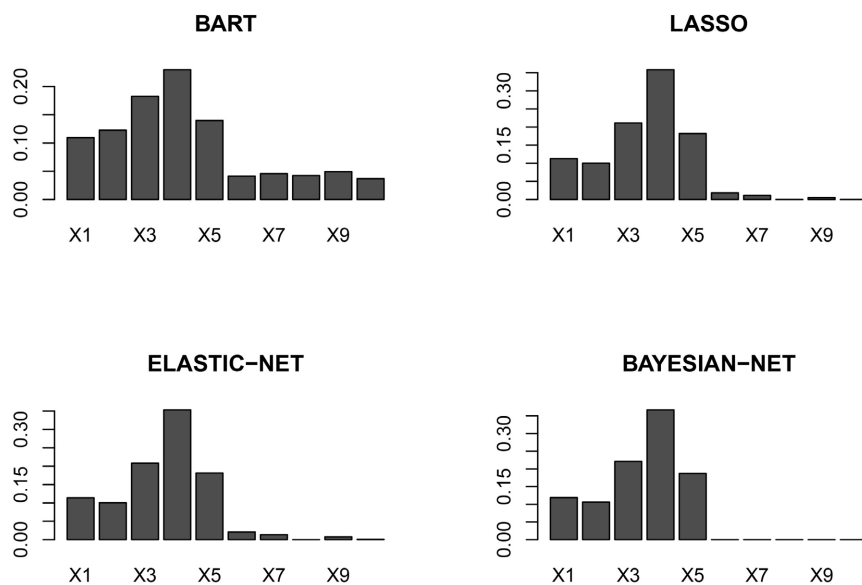 BART
0.20
0.10
0.00
X1 X3 X5 X7 X9
LASSO
0.30
0.15
0.00
X1 X3 X5 X7 X9
ELASTIC−NET
0.30
0.15
0.00
X1 X3 X5 X7 X9
BAYESIAN−NET
0.30
0.15
0.00
X1 X3 X5 X7 X9